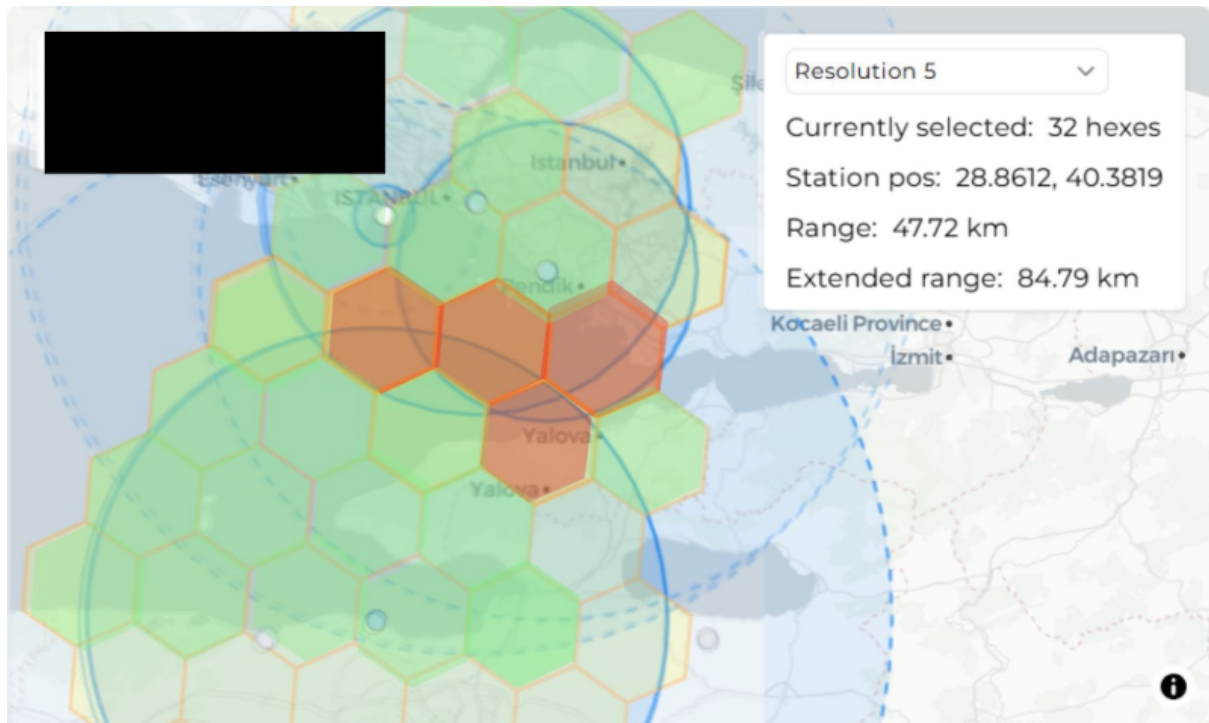 Resolution 5
Currently selected: 32 hexes
Station pos: 28.8612, 40.3819
Range: 47.72 km
Extended range: 84.79 km
Şile
Istanbul
Esenyurt
ISTANBUL
Pendik
Kocaeli Province
İzmit
Adapazarı
Yalova
Yalova
i